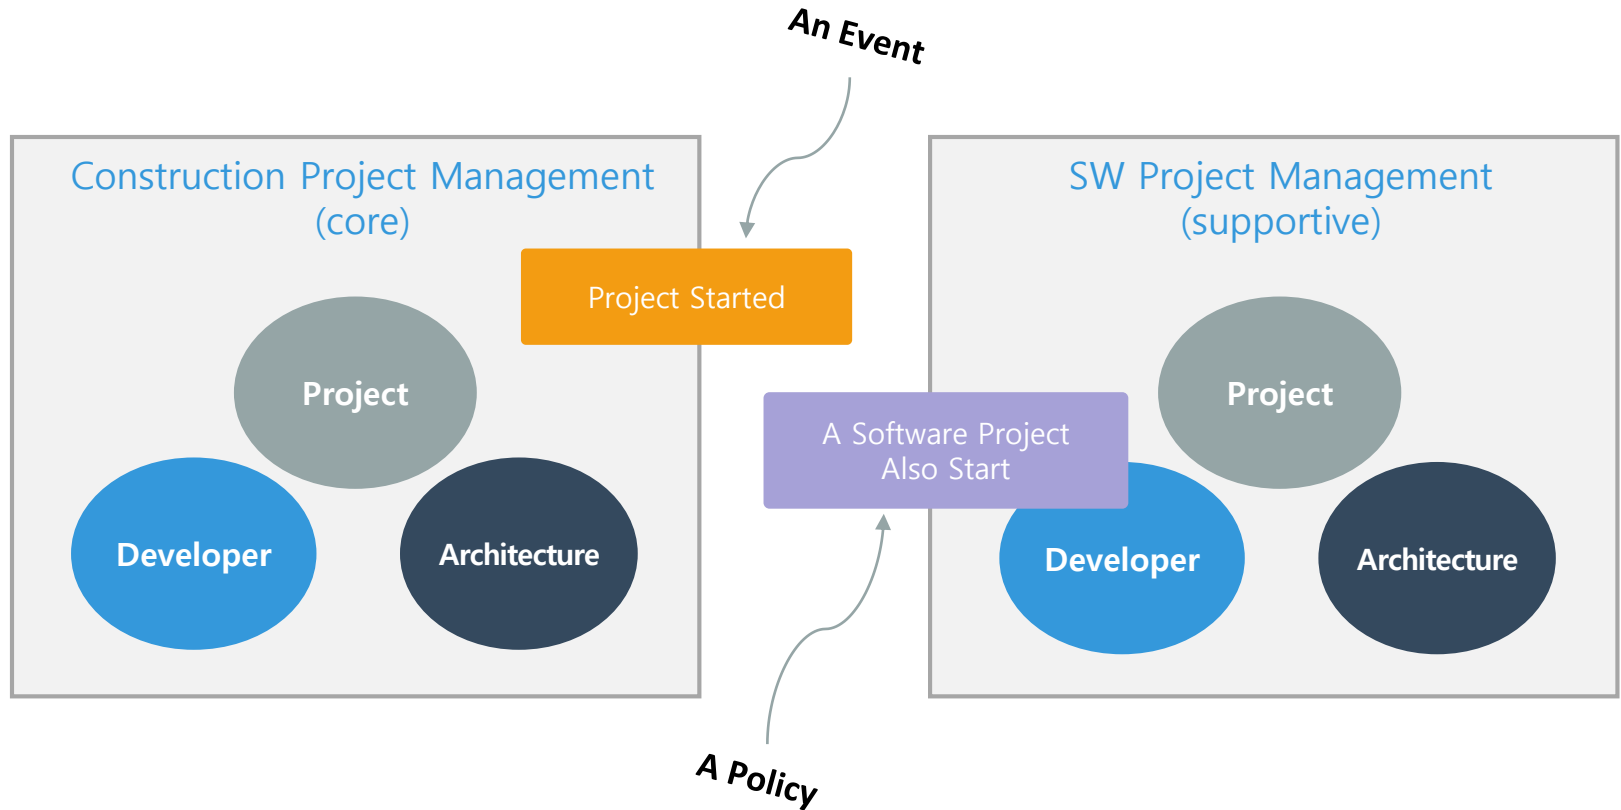 An Event
Construction Project Management
(core)
SW Project Management
(supportive)
Project Started
Project
Developer
Architecture
A Software Project
Also Start
Project
Developer
Architecture
A Policy